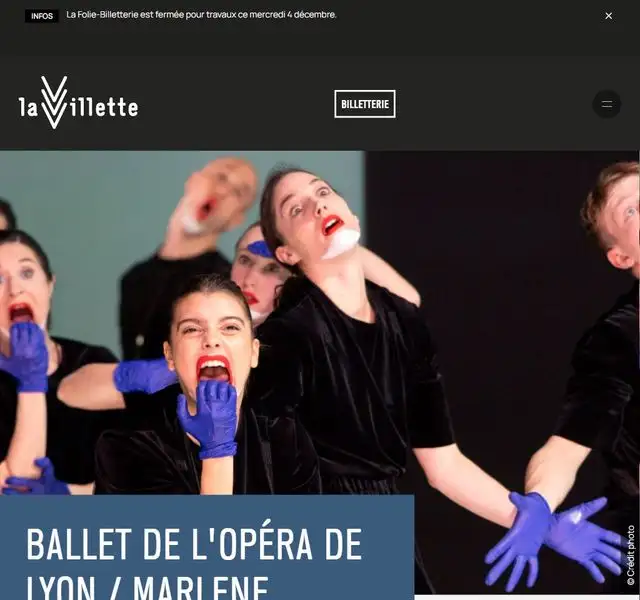 INFOS La Folie-Billetterie est fermée pour travaux ce mercredi 4 décembre.
la Villette
BILLETTERIE
© Crédit photo
BALLET DE L'OPÉRA DE
LYON / MARLENE